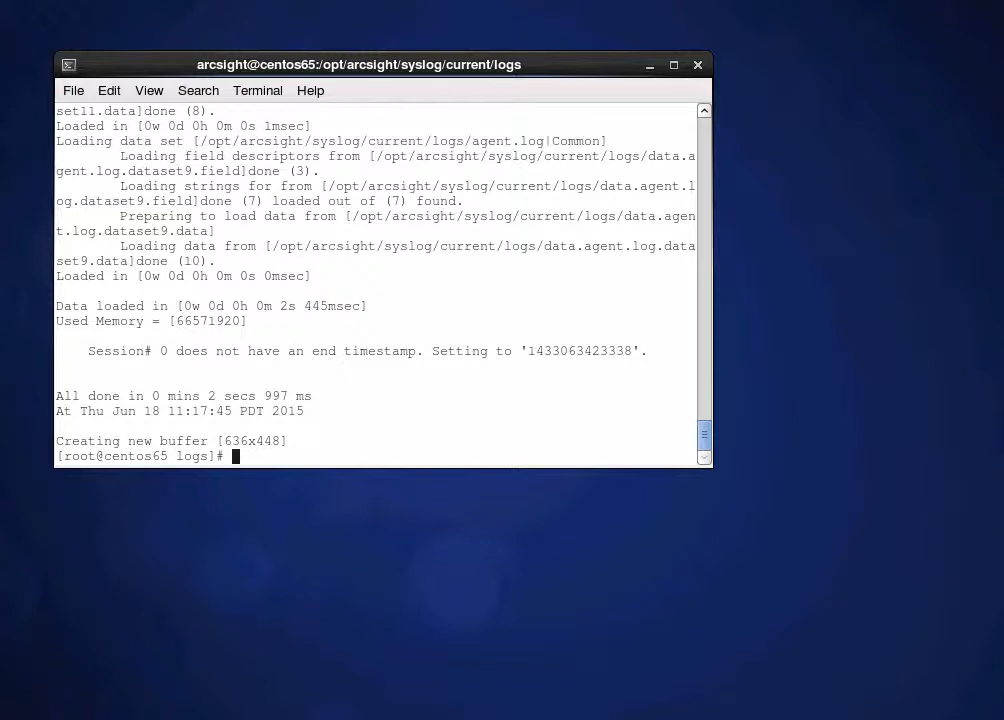 arcsight@centos65:/opt/arcsight/syslog/current/logs
File Edit View Search Terminal Help
set11.data]done (8).
Loaded in [0w 0d 0h 0m 0s 1msec]
Loading data set [/opt/arcsight/syslog/current/logs/agent.log|Common]
Loading field descriptors from [/opt/arcsight/syslog/current/logs/data.a
gent.log.dataset9.field]done (3).
Loading strings for from [/opt/arcsight/syslog/current/logs/data.agent.l
og.dataset9.field]done (7) loaded out of (7) found.
Preparing to load data from [/opt/arcsight/syslog/current/logs/data.agen
t.log.dataset9.data]
Loading data from [/opt/arcsight/syslog/current/logs/data.agent.log.data
set9.data]done (10).
Loaded in [0w 0d 0h 0m 0s 0msec]
Data loaded in [0w 0d 0h 0m 2s 445msec]
Used Memory = [66571920]
Session# 0 does not have an end timestamp. Setting to '1433063423338'.
All done in 0 mins 2 secs 997 ms
At Thu Jun 18 11:17:45 PDT 2015
Creating new buffer [636x448]
[root@centos65 logs]#